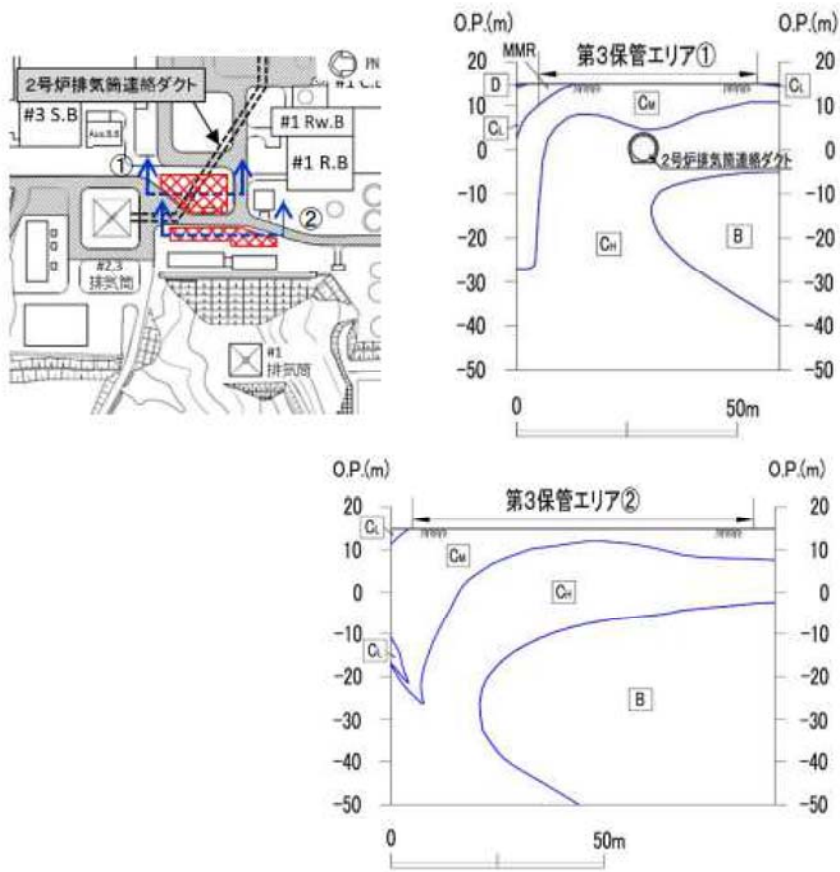 PN
2号炉排気筒連絡ダクト
#1 C.B
#3 S.B
Aux.B.B
#1 Rw.B
#1 R.B
①
②
#2,3
排気筒
#1
排気筒
O.P.(m)
O.P.(m)
MMR
第3保管エリア①
20
20
D
CL
10
CM
10
CL
0
0
2号炉排気筒連絡ダクト
-10
-10
-20
CH
B
-20
-30
-30
-40
-40
-50
-50
0
50m
O.P.(m)
O.P.(m)
第3保管エリア②
20
20
CL
10
CM
10
0
CH
0
-10
-10
CL
-20
-20
B
-30
-30
-40
-40
-50
-50
0
50m